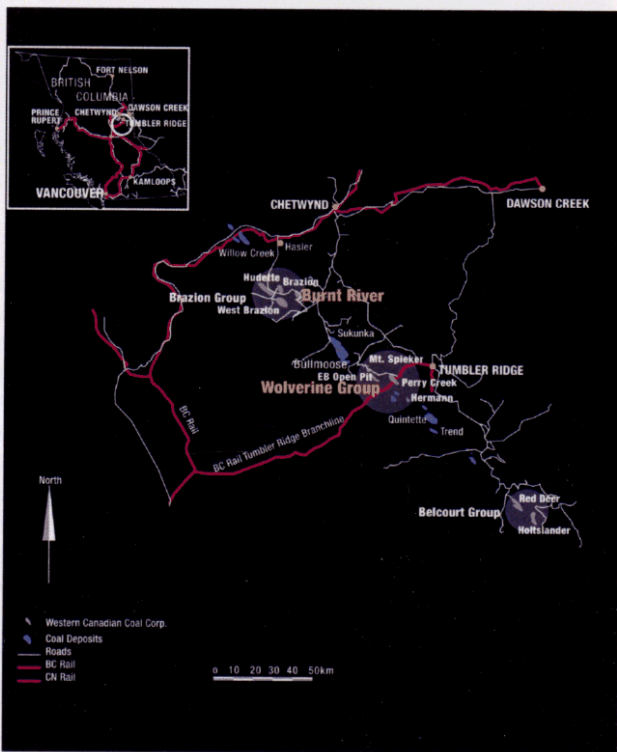 FORT NELSON
BRITISH
COLUMBIA
DAWSON CREEK
CHETWYND
PRINCE
RUPERT
TUMBLER RIDGE
KAMLOOPS
VANCOUVER
CHETWYND
DAWSON CREEK
Willow Creek
Hasler
Hudette
Brazion
Brazion Group
Burnt River
West Brazion
Sukunka
Mt. Spieker
Bullmoose
TUMBLER RIDGE
EB Open Pit
Wolverine Group
Perry Creek
Hermann
Quintette
Trend
BC Rail
BC Rail Tumbler Ridge Branchline
North
Red Deer
Belcourt Group
Holtslander
Western Canadian Coal Corp.
Coal Deposits
Roads
BC Rail
CN Rail
0 10 20 30 40 50km